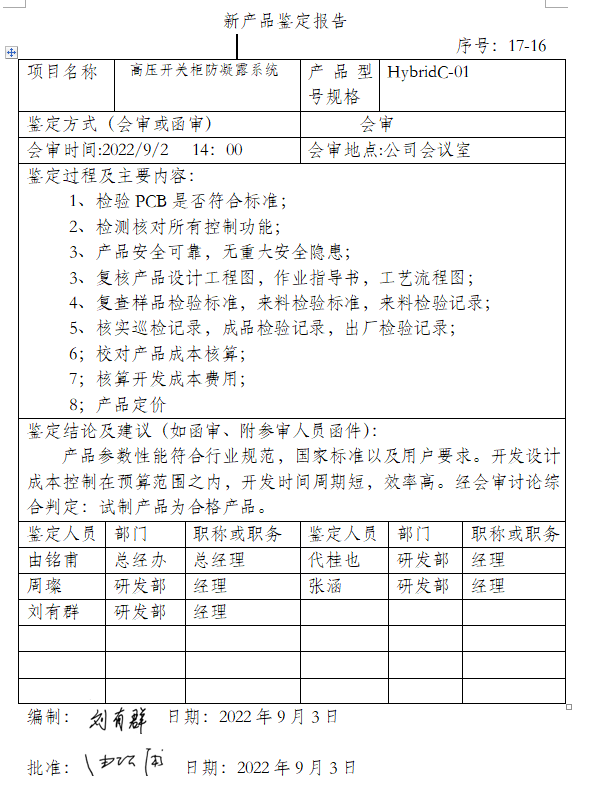 新产品鉴定报告
序号：17-16
项目名称 高压开关柜防凝露系统 产品型号规格 HybridC-01
鉴定方式（会审或函审） 会审
会审时间:2022/9/2 14：00 会审地点:公司会议室
鉴定过程及主要内容：
1、检验PCB是否符合标准；
2、检测核对所有控制功能；
3、产品安全可靠，无重大安全隐患；
3、复核产品设计工程图，作业指导书，工艺流程图；
4、复查样品检验标准，来料检验标准，来料检验记录；
5、核实巡检记录，成品检验记录，出厂检验记录；
6；校对产品成本核算；
7；核算开发成本费用；
8；产品定价
鉴定结论及建议（如函审、附参审人员函件）：
产品参数性能符合行业规范，国家标准以及用户要求。开发设计
成本控制在预算范围之内，开发时间周期短，效率高。经会审讨论综
合判定：试制产品为合格产品。
鉴定人员 部门 职称或职务 鉴定人员 部门 职称或职务
由铭甫 总经办 总经理 代桂也 研发部 经理
周璨 研发部 经理 张涵 研发部 经理
刘有群 研发部 经理
编制： 刘有群 日期：2022年9月3日
批准： 日期：2022年9月3日